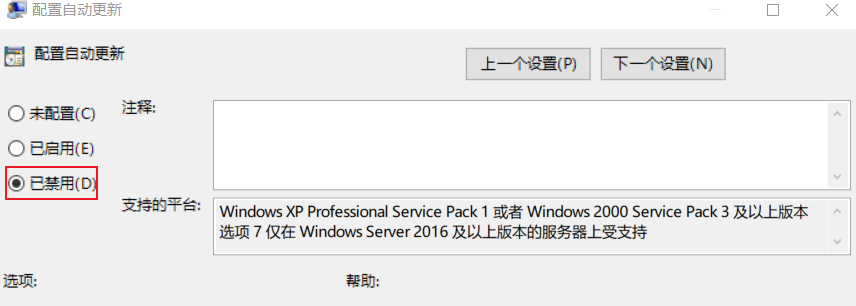 配置自动更新
配置自动更新
上一个设置(P)
下一个设置(N)
未配置(C)
注释:
已启用(E)
已禁用(D)
支持的平台:
Windows XP Professional Service Pack 1 或者 Windows 2000 Service Pack 3 及以上版本
选项 7 仅在 Windows Server 2016 及以上版本的服务器上受支持
选项:
帮助: